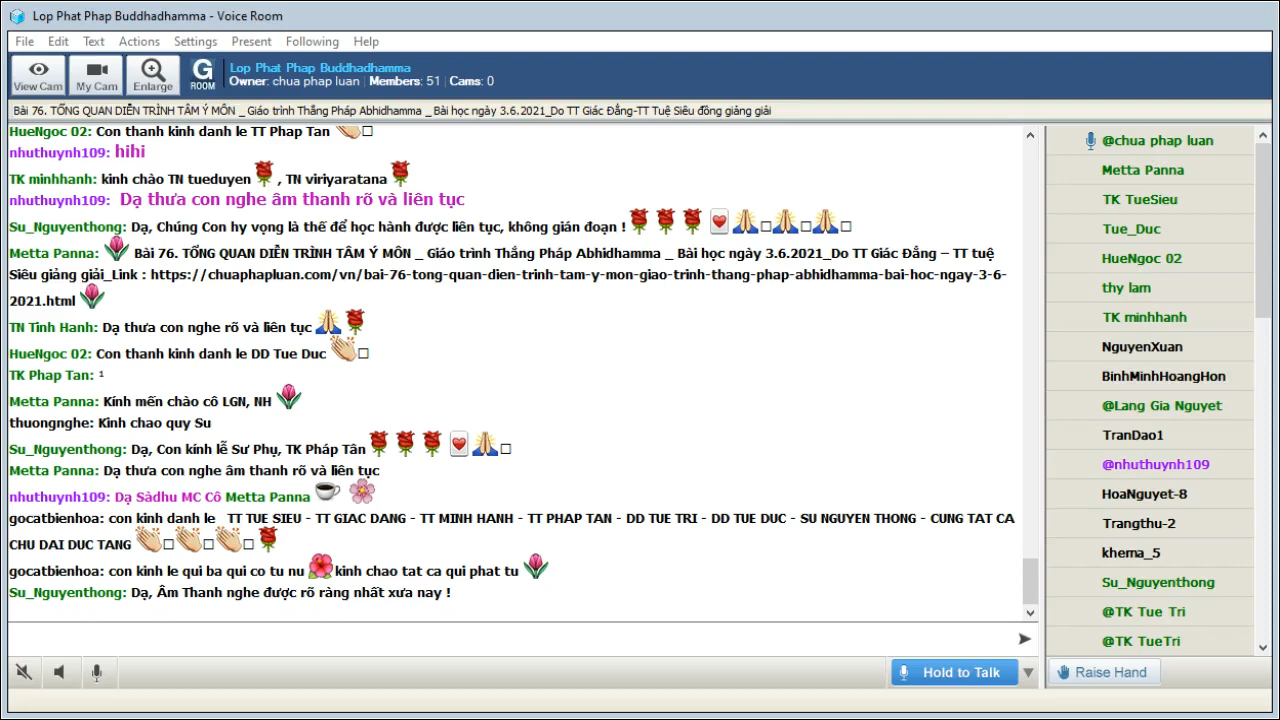 Lop Phat Phap Buddhadhamma - Voice Room
File Edit Text Actions Settings Present Following Help
View Cam My Cam Enlarge G ROOM
Lop Phat Phap Buddhadhamma
Owner: chua phap luan Members: 51 Cams: 0
Bài 76. TỔNG QUAN DIỄN TRÌNH TÂM Ý MÔN _ Giáo trình Thắng Pháp Abhidhamma _ Bài học ngày 3.6.2021_Do TT Giác Đẳng-TT Tuệ Siêu đồng giảng giải
HueNgoc 02: Con thanh kinh danh le TT Phap Tan
nhuthuynh109: hihi
TK minhhanh: kinh chào TN tueduyen , TN viriyaratana
nhuthuynh109: Dạ thưa con nghe âm thanh rõ và liên tục
Su_Nguyenthong: Dạ, Chúng Con hy vọng là thế để học hành được liên tục, không gián đoạn !
Metta Panna: Bài 76. TỔNG QUAN DIỄN TRÌNH TÂM Ý MÔN _ Giáo trình Thắng Pháp Abhidhamma _ Bài học ngày 3.6.2021_Do TT Giác Đẳng – TT tuệ
Siêu giảng giải_Link : https://chuaphapluan.com/vn/bai-76-tong-quan-dien-trinh-tam-y-mon-giao-trinh-thang-phap-abhidhamma-bai-hoc-ngay-3-6-
2021.html
TN Tinh Hanh: Dạ thưa con nghe rõ và liên tục
HueNgoc 02: Con thanh kinh danh le DD Tue Duc
TK Phap Tan: ¹
Metta Panna: Kính mến chào cô LGN, NH
thuongnghe: Kinh chao quy Su
Su_Nguyenthong: Dạ, Con kính lễ Sư Phụ, TK Pháp Tân
Metta Panna: Dạ thưa con nghe âm thanh rõ và liên tục
nhuthuynh109: Dạ Sàdhu MC Cô Metta Panna
gocatbienhoa: con kinh danh le TT TUE SIEU - TT GIAC DANG - TT MINH HANH - TT PHAP TAN - DD TUE TRI - DD TUE DUC - SU NGUYEN THONG - CUNG TAT CA
CHU DAI DUC TANG
gocatbienhoa: con kinh le qui ba qui co tu nu kinh chao tat ca qui phat tu
Su_Nguyenthong: Dạ, Âm Thanh nghe được rõ ràng nhất xưa nay !
Hold to Talk
@chua phap luan
Metta Panna
TK TueSieu
Tue_Duc
HueNgoc 02
thy lam
TK minhhanh
NguyenXuan
BinhMinhHoangHon
@Lang Gia Nguyet
TranDao1
@nhuthuynh109
HoaNguyet-8
Trangthu-2
khema_5
Su_Nguyenthong
@TK Tue Tri
@TK TueTri
Raise Hand